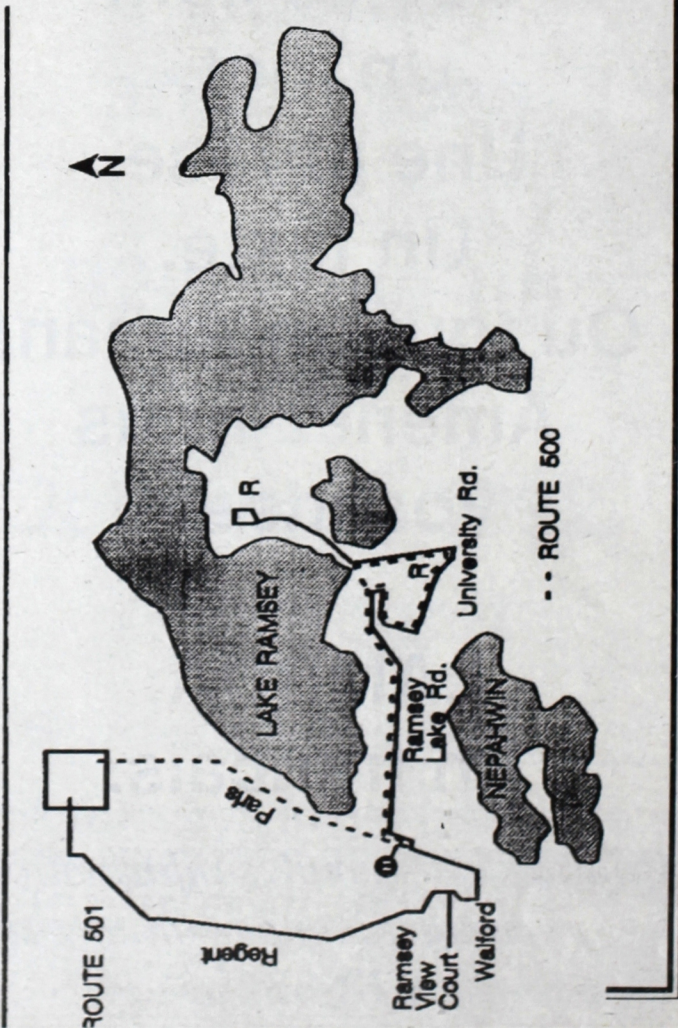 ROUTE 501
N
Regent
Paris
LAKE RAMSEY
R
R
Ramsey
View
Court
Walford
Ramsey
Lake Rd.
University Rd.
NEPAHWIN
-- ROUTE 500